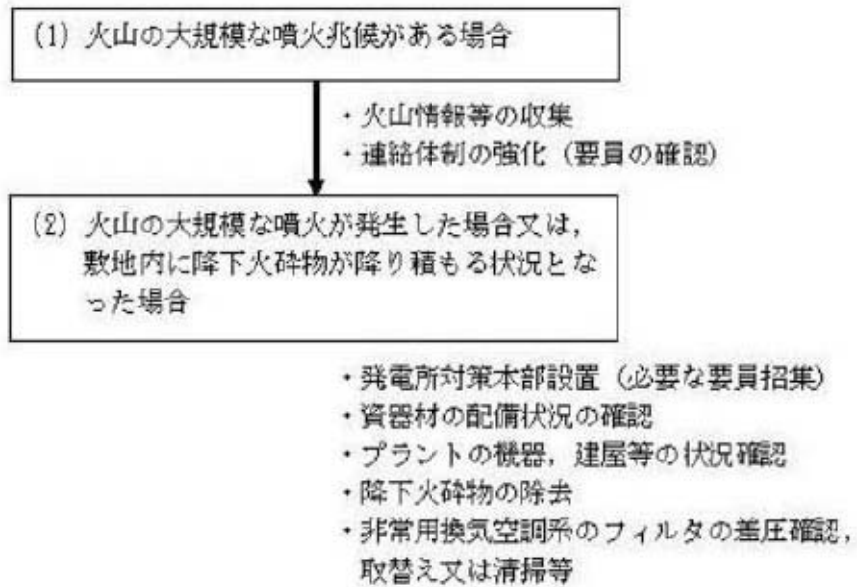 (1) 火山の大規模な噴火兆候がある場合
・火山情報等の収集
・連絡体制の強化（要員の確認）
(2) 火山の大規模な噴火が発生した場合又は，
敷地内に降下火砕物が降り積もる状況とな
った場合
・発電所対策本部設置（必要な要員招集）
・資器材の配備状況の確認
・プラントの機器，建屋等の状況確認
・降下火砕物の除去
・非常用換気空調系のフィルタの差圧確認，
取替え又は清掃等